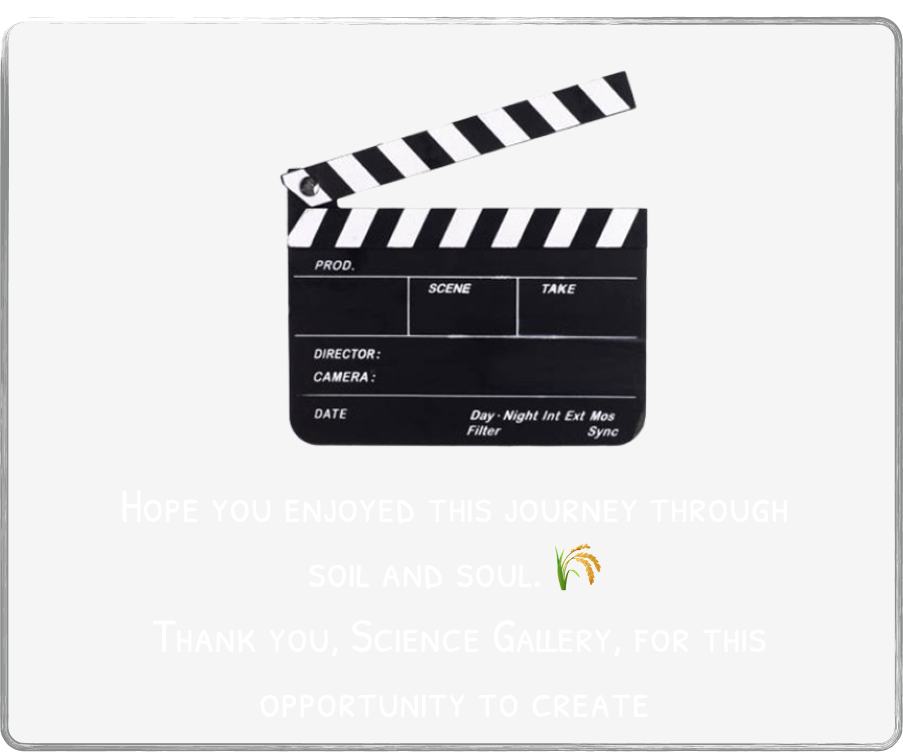 PROD.
SCENE TAKE
DIRECTOR:
CAMERA:
DATE Day · Night Int Ext Mos
Filter Sync
Hope you enjoyed this journey through
soil and soul. 🌾
Thank you, Science Gallery, for this
opportunity to create